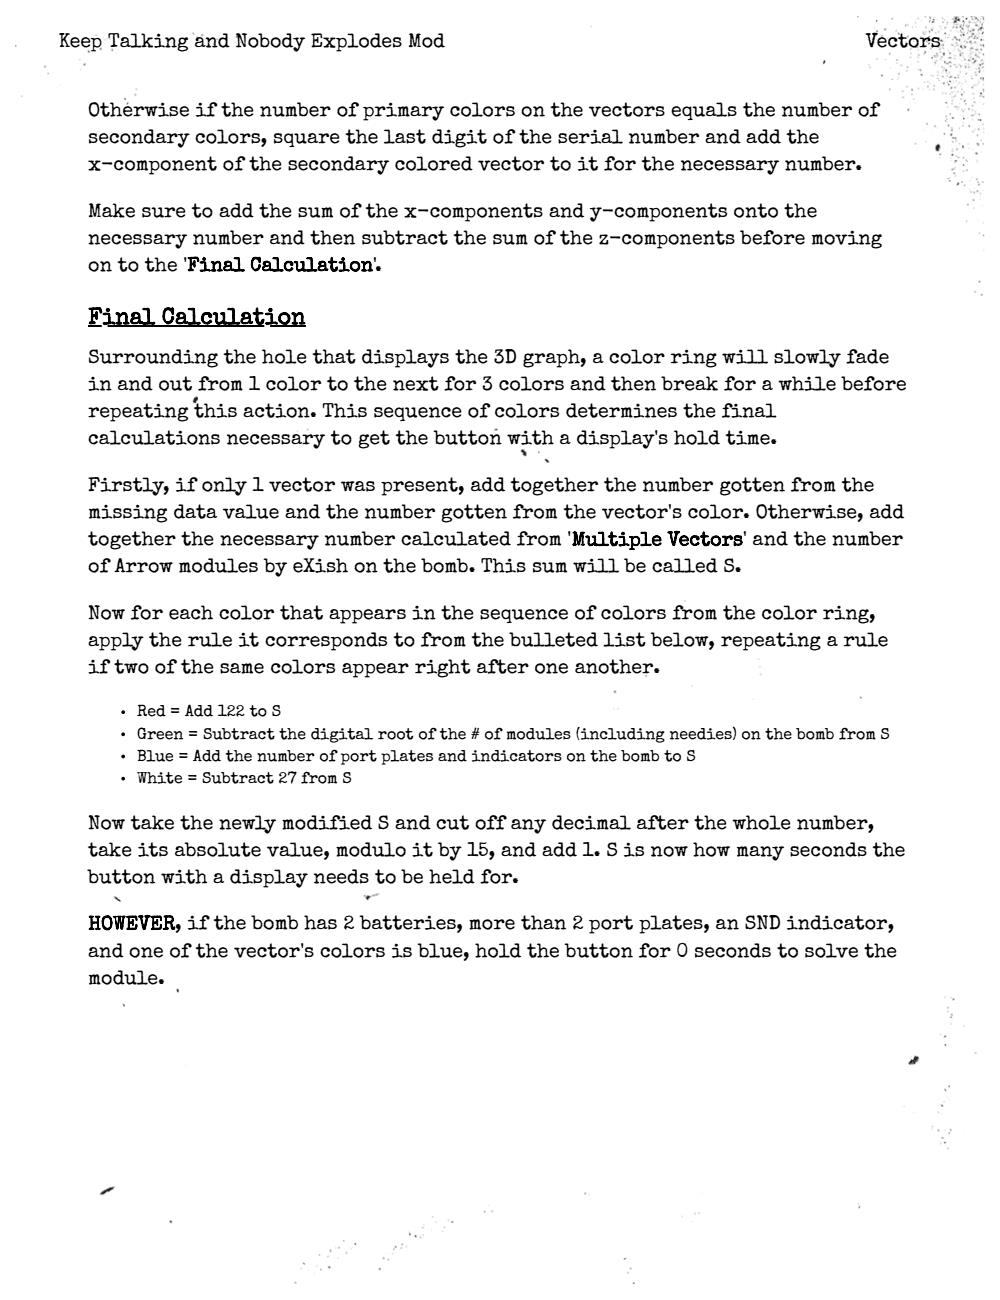 Keep Talking and Nobody Explodes Mod
Vectors
Otherwise if the number of primary colors on the vectors equals the number of
secondary colors, square the last digit of the serial number and add the
x-component of the secondary colored vector to it for the necessary number.
Make sure to add the sum of the x-components and y-components onto the
necessary number and then subtract the sum of the z-components before moving
on to the 'Final Calculation'.
Final Calculation
Surrounding the hole that displays the 3D graph, a color ring will slowly fade
in and out from 1 color to the next for 3 colors and then break for a while before
repeating this action. This sequence of colors determines the final
calculations necessary to get the button with a display's hold time.
Firstly, if only 1 vector was present, add together the number gotten from the
missing data value and the number gotten from the vector's color. Otherwise, add
together the necessary number calculated from 'Multiple Vectors' and the number
of Arrow modules by eXish on the bomb. This sum will be called S.
Now for each color that appears in the sequence of colors from the color ring,
apply the rule it corresponds to from the bulleted list below, repeating a rule
if two of the same colors appear right after one another.
• Red = Add 122 to S
• Green = Subtract the digital root of the # of modules (including needies) on the bomb from S
• Blue = Add the number of port plates and indicators on the bomb to S
• White = Subtract 27 from S
Now take the newly modified S and cut off any decimal after the whole number,
take its absolute value, modulo it by 15, and add 1. S is now how many seconds the
button with a display needs to be held for.
HOWEVER, if the bomb has 2 batteries, more than 2 port plates, an SND indicator,
and one of the vector's colors is blue, hold the button for 0 seconds to solve the
module.